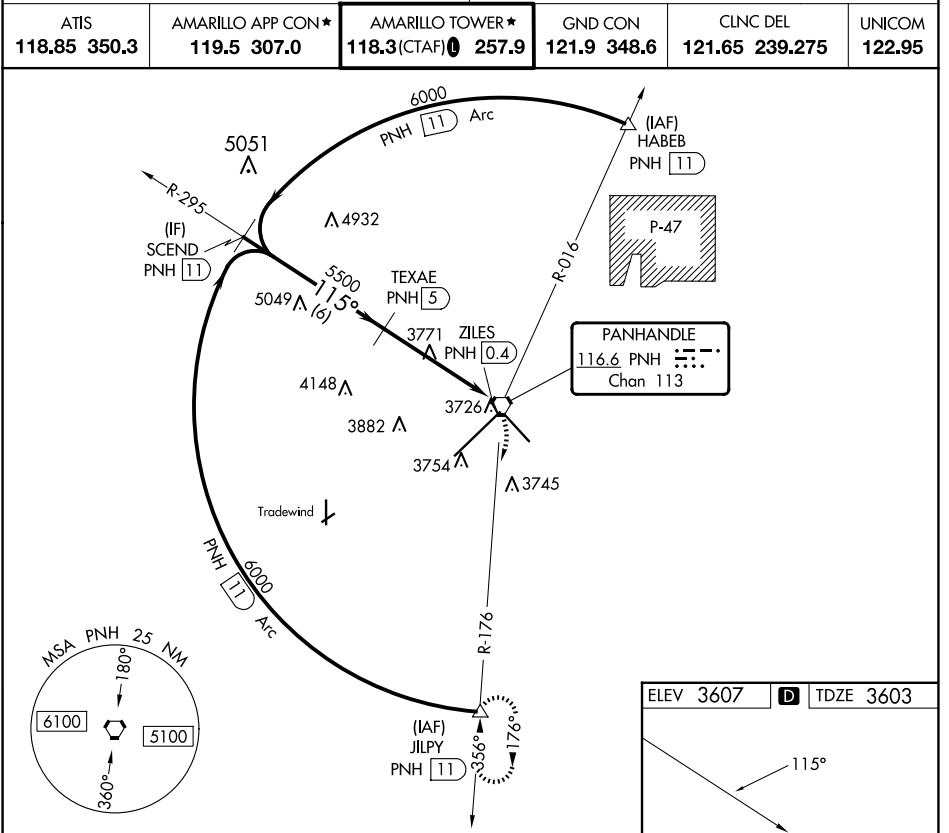 ATIS
118.85 350.3
AMARILLO APP CON★
119.5 307.0
AMARILLO TOWER★
118.3(CTAF) L 257.9
GND CON
121.9 348.6
CLNC DEL
121.65 239.275
UNICOM
122.95
6000
PNH 11 Arc
(IAF)
HABEB
PNH 11
5051
R-295
4932
P-47
(IF)
SCEND
PNH 11
R-016
5500
115°
TEXAE
PNH 5
5049
(6)
3771
ZILES
PNH 0.4
PANHANDLE
116.6 PNH
Chan 113
4148
3726
3882
3754
3745
Tradewind
6000
PNH 11 Arc
R-176
MSA PNH 25 NM
180°
6100
5100
360°
(IAF)
JILPY
PNH 11
356°
176°
ELEV 3607 D TDZE 3603
115°